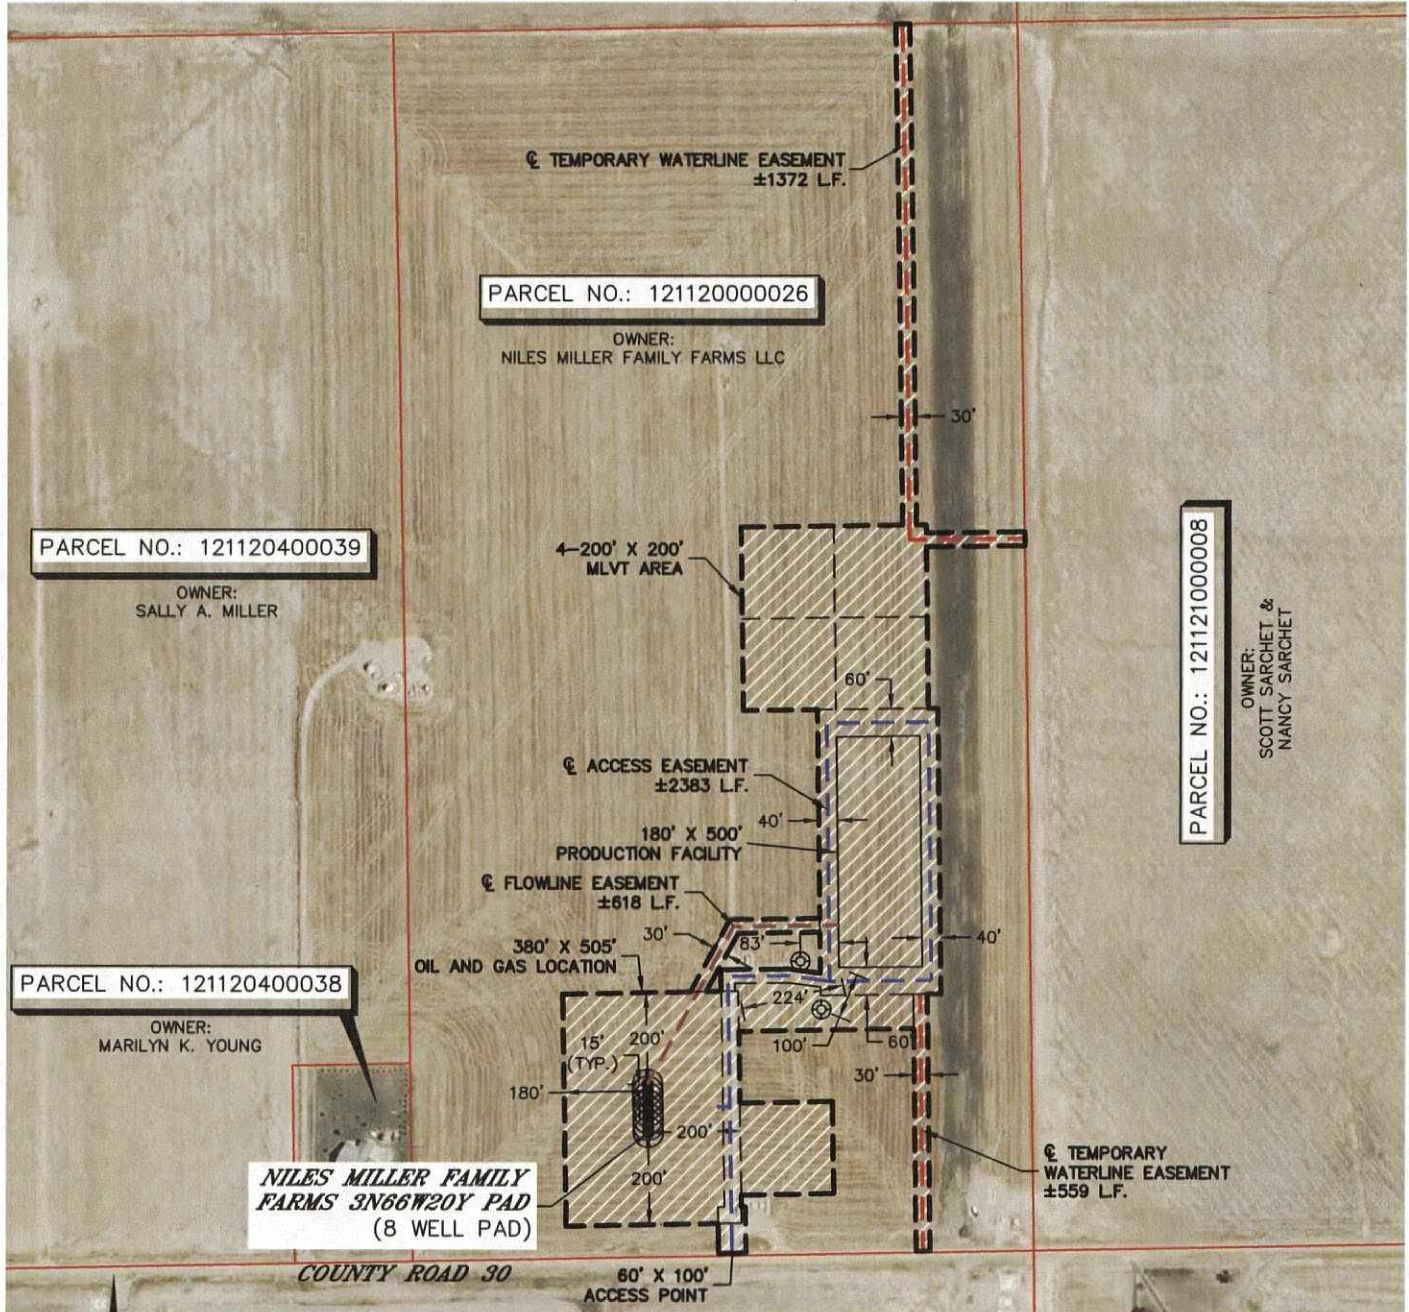 ℄ TEMPORARY WATERLINE EASEMENT
±1372 L.F.
PARCEL NO.: 121120000026
OWNER:
NILES MILLER FAMILY FARMS LLC
30'
PARCEL NO.: 121120400039
OWNER:
SALLY A. MILLER
4-200' X 200'
MLVT AREA
PARCEL NO.: 121121000008
OWNER:
SCOTT SARCHET &
NANCY SARCHET
60'
℄ ACCESS EASEMENT
±2383 L.F.
40'
180' X 500'
PRODUCTION FACILITY
℄ FLOWLINE EASEMENT
±618 L.F.
30'
83'
40'
380' X 505'
OIL AND GAS LOCATION
PARCEL NO.: 121120400038
OWNER:
MARILYN K. YOUNG
224'
15'
(TYP.)
200'
100'
60'
180'
30'
200'
200'
℄ TEMPORARY
WATERLINE EASEMENT
±559 L.F.
NILES MILLER FAMILY
FARMS 3N66W20Y PAD
(8 WELL PAD)
COUNTY ROAD 30
60' X 100'
ACCESS POINT